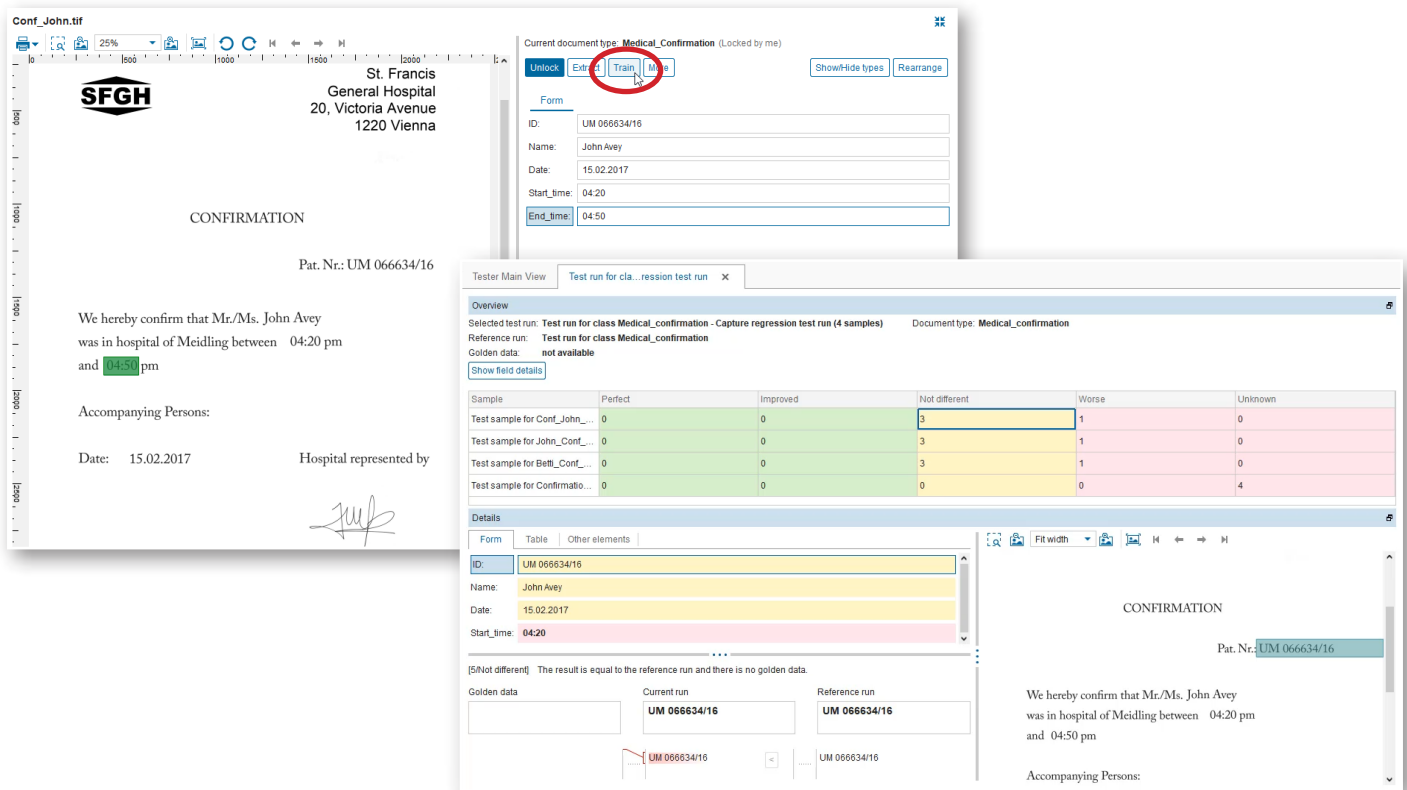 Conf_John.tif
25%
0 500 1000 1500 2000
500
1000
1500
2000
2500
SFGH
St. Francis
General Hospital
20, Victoria Avenue
1220 Vienna
CONFIRMATION
Pat. Nr.: UM 066634/16
We hereby confirm that Mr./Ms. John Avey
was in hospital of Meidling between 04:20 pm
and 04:50 pm
Accompanying Persons:
Date: 15.02.2017 Hospital represented by
Current document type: Medical_Confirmation (Locked by me)
Unlock Extract Train More Show/Hide types Rearrange
Form
ID: UM 066634/16
Name: John Avey
Date: 15.02.2017
Start_time: 04:20
End_time: 04:50
Tester Main View Test run for cla...ression test run X
Overview
Selected test run: Test run for class Medical_confirmation - Capture regression test run (4 samples) Document type: Medical_confirmation
Reference run: Test run for class Medical_confirmation
Golden data: not available
Show field details
Sample Perfect Improved Not different Worse Unknown
Test sample for Conf_John_... 0 0 3 1 0
Test sample for John_Conf_... 0 0 3 1 0
Test sample for Betti_Conf_... 0 0 3 1 0
Test sample for Confirmatio... 0 0 0 0 4
Details
Form Table Other elements
Fit width
ID: UM 066634/16
Name: John Avey
Date: 15.02.2017
Start_time: 04:20
[5/Not different] The result is equal to the reference run and there is no golden data.
Golden data Current run Reference run
UM 066634/16 UM 066634/16
UM 066634/16 < UM 066634/16
CONFIRMATION
Pat. Nr.: UM 066634/16
We hereby confirm that Mr./Ms. John Avey
was in hospital of Meidling between 04:20 pm
and 04:50 pm
Accompanying Persons: